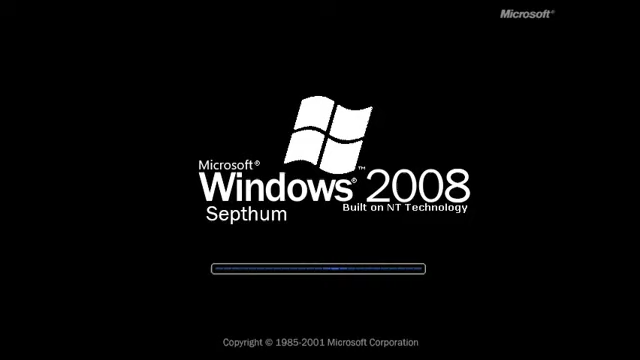 Microsoft®
Microsoft®
Windows® 2008
Built on NT Technology
Septhum
Copyright © 1985-2001 Microsoft Corporation